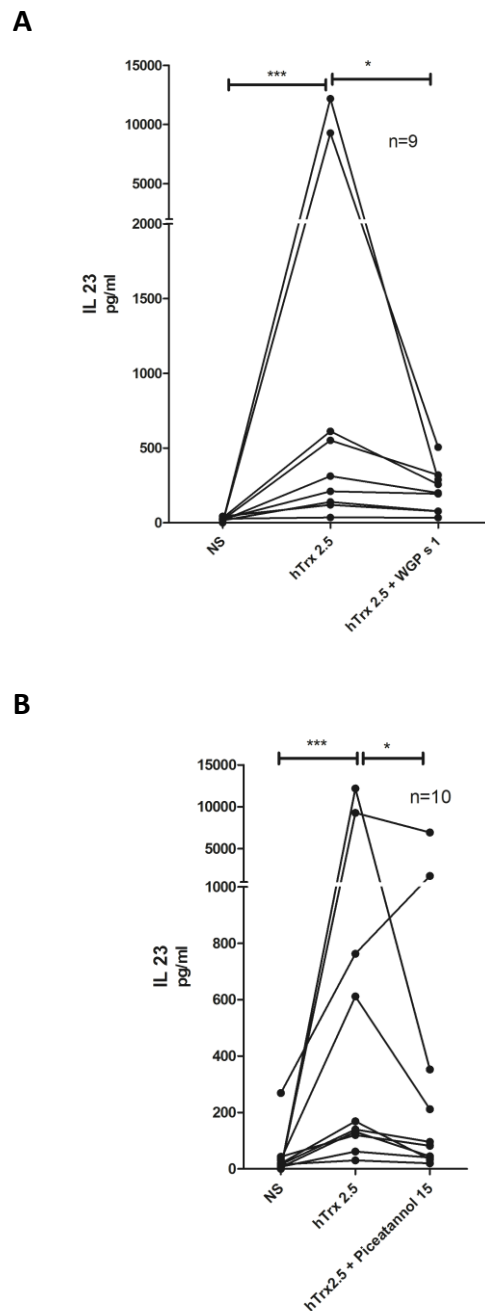 A
15000
10000
5000
2000
1500
1000
500
0
IL 23
pg/ml
***
*
n=9
NS
hTrx 2.5
hTrx 2.5 + WGP s 1
B
15000
10000
5000
1000
800
600
400
200
0
IL 23
pg/ml
***
*
n=10
NS
hTrx 2.5
hTrx2.5 + Piceatannol 15